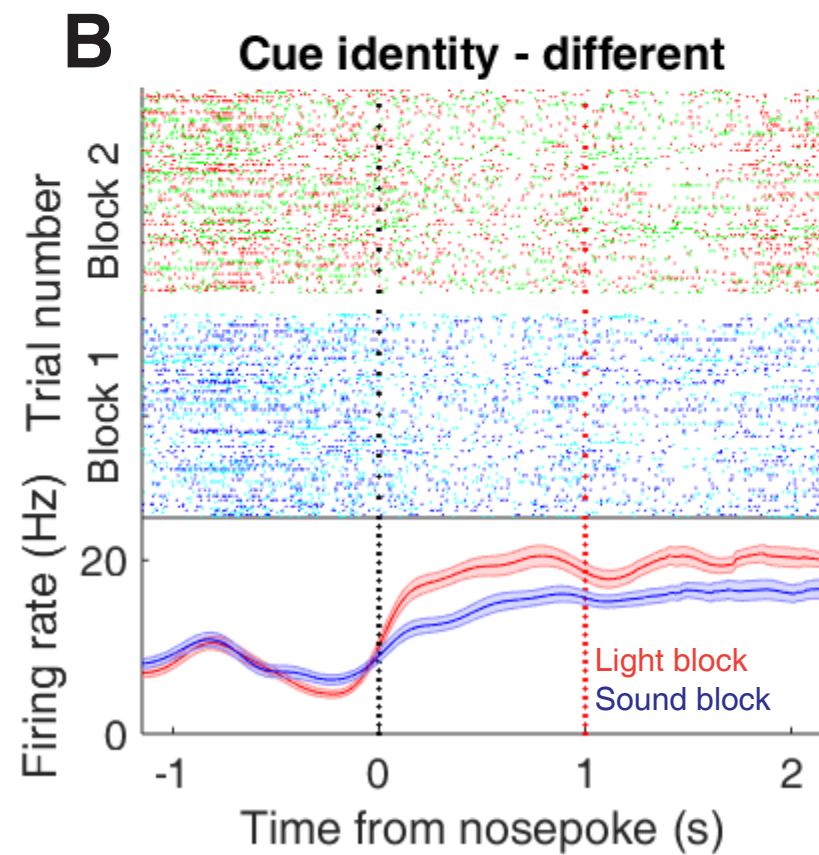 B
Cue identity - different
Trial number
Block 2
Block 1
Firing rate (Hz)
20
0
Light block
Sound block
-1 0 1 2
Time from nosepoke (s)